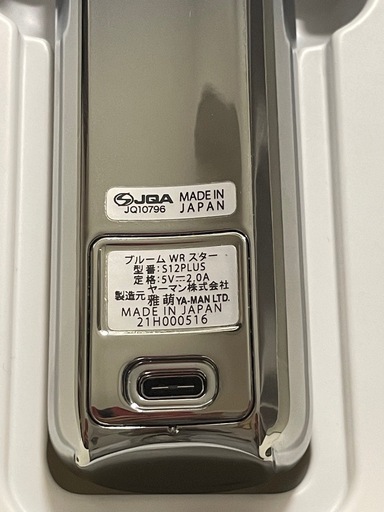 JQA MADE IN
JQ10796 JAPAN
ブルーム WR スター
型番:S12PLUS
定格:5V⎓2.0A
ヤーマン株式会社
製造元 雅萌 YA-MAN LTD.
MADE IN JAPAN
21H000516